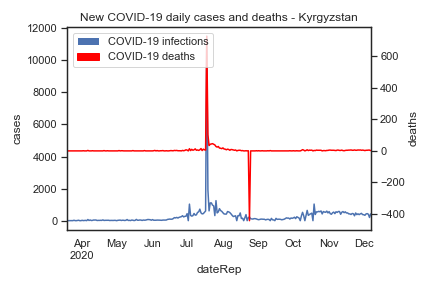 New COVID-19 daily cases and deaths - Kyrgyzstan
COVID-19 infections
COVID-19 deaths
12000
10000
8000
6000
4000
2000
0
cases
600
400
200
0
−200
−400
deaths
Apr May Jun Jul Aug Sep Oct Nov Dec
2020
dateRep